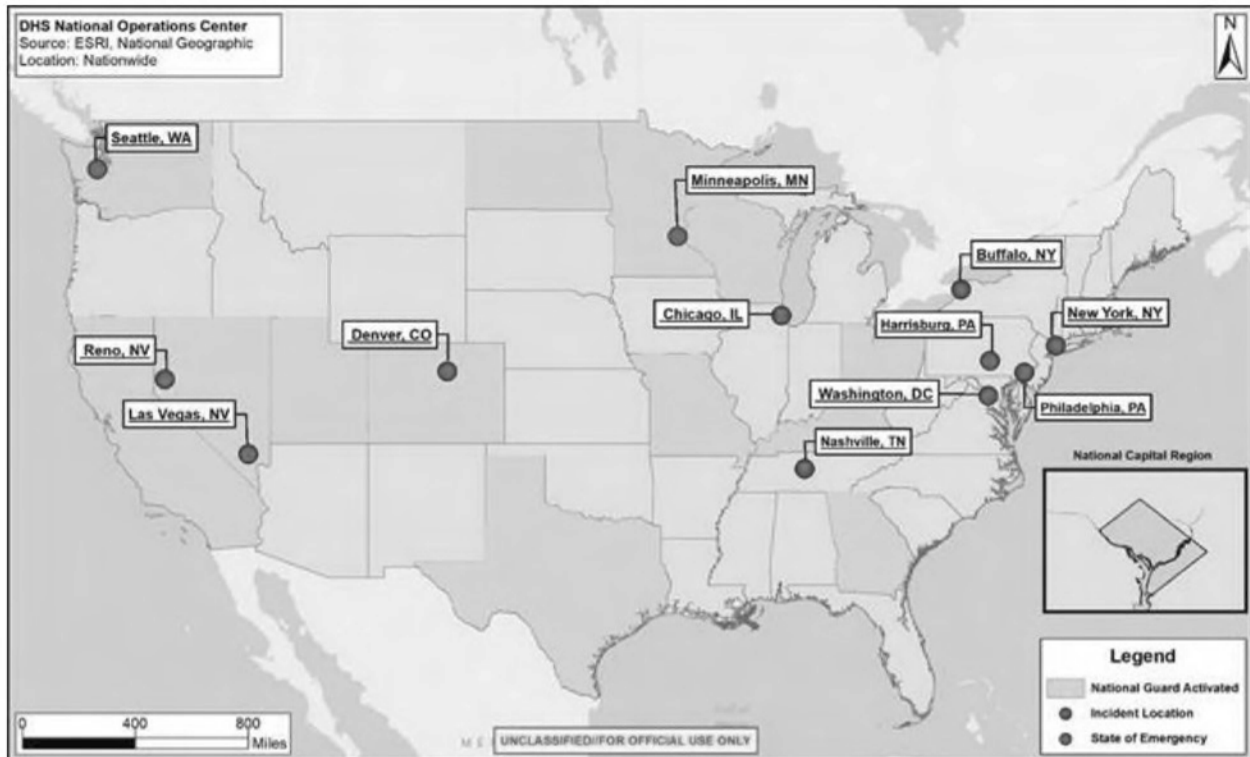 DHS National Operations Center
Source: ESRI, National Geographic
Location: Nationwide
N
Seattle, WA
Minneapolis, MN
Buffalo, NY
Chicago, IL
New York, NY
Harrisburg, PA
Denver, CO
Reno, NV
Washington, DC
Philadelphia, PA
Las Vegas, NV
Nashville, TN
National Capital Region
Legend
National Guard Activated
Incident Location
State of Emergency
0 400 800
Miles
UNCLASSIFIED//FOR OFFICIAL USE ONLY